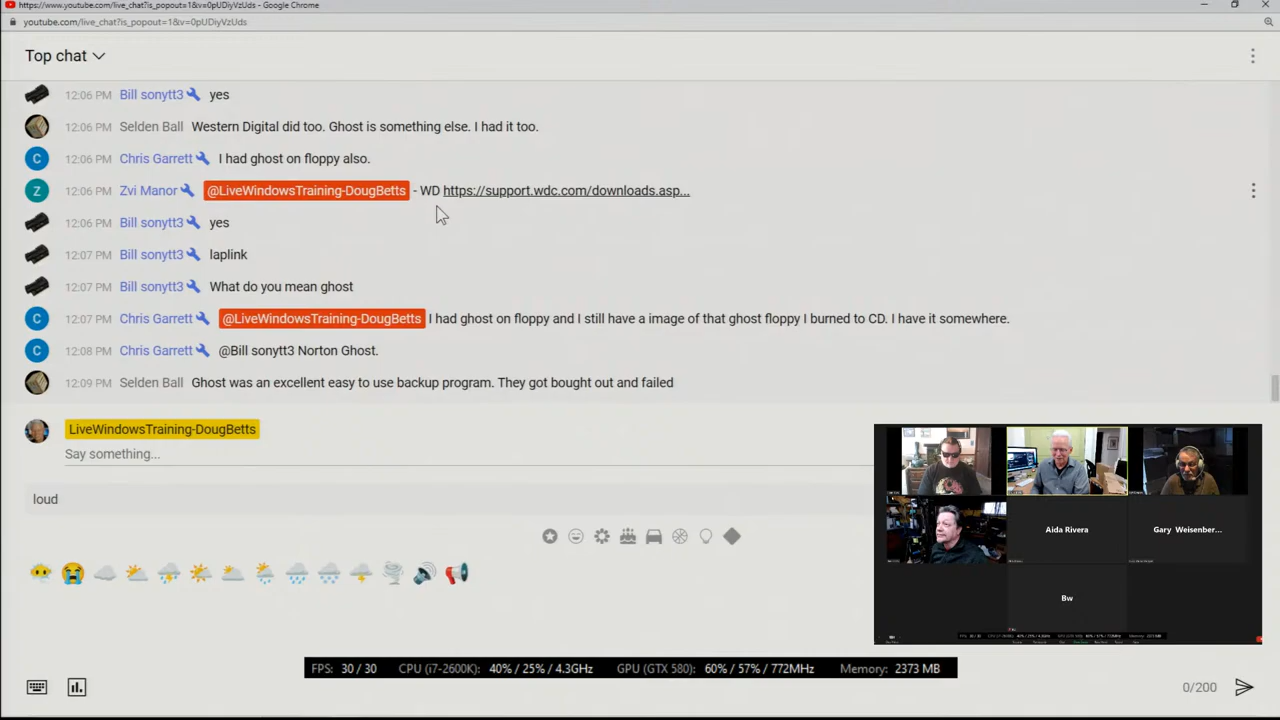 https://www.youtube.com/live_chat?is_popout=1&v=0pUDiyVzUds - Google Chrome
youtube.com/live_chat?is_popout=1&v=0pUDiyVzUds
Top chat
12:06 PM Bill sonytt3 yes
12:06 PM Selden Ball Western Digital did too. Ghost is something else. I had it too.
C 12:06 PM Chris Garrett I had ghost on floppy also.
Z 12:06 PM Zvi Manor @LiveWindowsTraining-DougBetts - WD https://support.wdc.com/downloads.asp...
12:06 PM Bill sonytt3 yes
12:07 PM Bill sonytt3 laplink
12:07 PM Bill sonytt3 What do you mean ghost
C 12:07 PM Chris Garrett @LiveWindowsTraining-DougBetts I had ghost on floppy and I still have a image of that ghost floppy I burned to CD. I have it somewhere.
C 12:08 PM Chris Garrett @Bill sonytt3 Norton Ghost.
12:09 PM Selden Ball Ghost was an excellent easy to use backup program. They got bought out and failed
LiveWindowsTraining-DougBetts
Say something...
loud
Aida Rivera
Gary Weisenber...
Bw
FPS: 30 / 30 CPU (i7-2600K): 40% / 25% / 4.3GHz GPU (GTX 580): 60% / 57% / 772MHz Memory: 2373 MB
0/200